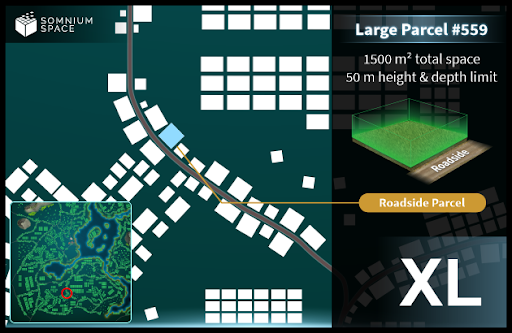 SOMNIUM
SPACE
Large Parcel #559
1500 m² total space
50 m height & depth limit
Roadside
Roadside Parcel
XL